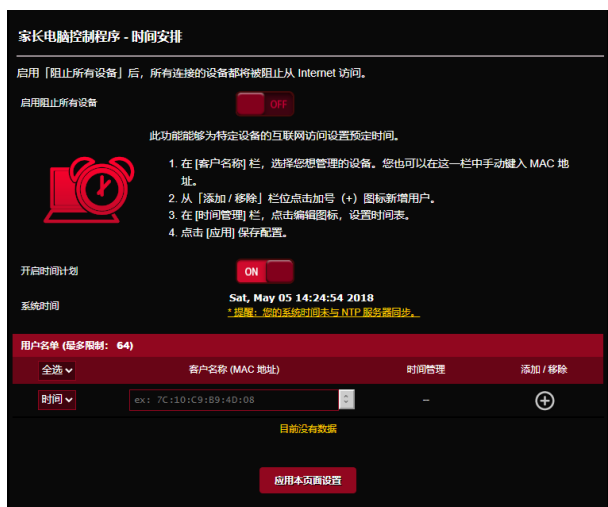 家长电脑控制程序 - 时间安排
启用「阻止所有设备」后，所有连接的设备都将被阻止从 Internet 访问。
启用阻止所有设备
OFF
此功能能够为特定设备的互联网访问设置预定时间。
1. 在 [客户名称] 栏，选择您想管理的设备。您也可以在这一栏中手动键入 MAC 地
址。
2. 从「添加 / 移除」栏位点击加号（+）图标新增用户。
3. 在 [时间管理] 栏，点击编辑图标，设置时间表。
4. 点击 [应用] 保存配置。
开启时间计划
ON
系统时间
Sat, May 05 14:24:54 2018
* 提醒：您的系统时间未与 NTP 服务器同步。
用户名单 (最多限制： 64)
全选 客户名称 (MAC 地址) 时间管理 添加 / 移除
时间 ex: 7C:10:C9:B9:4D:08 --
目前没有数据
应用本页面设置